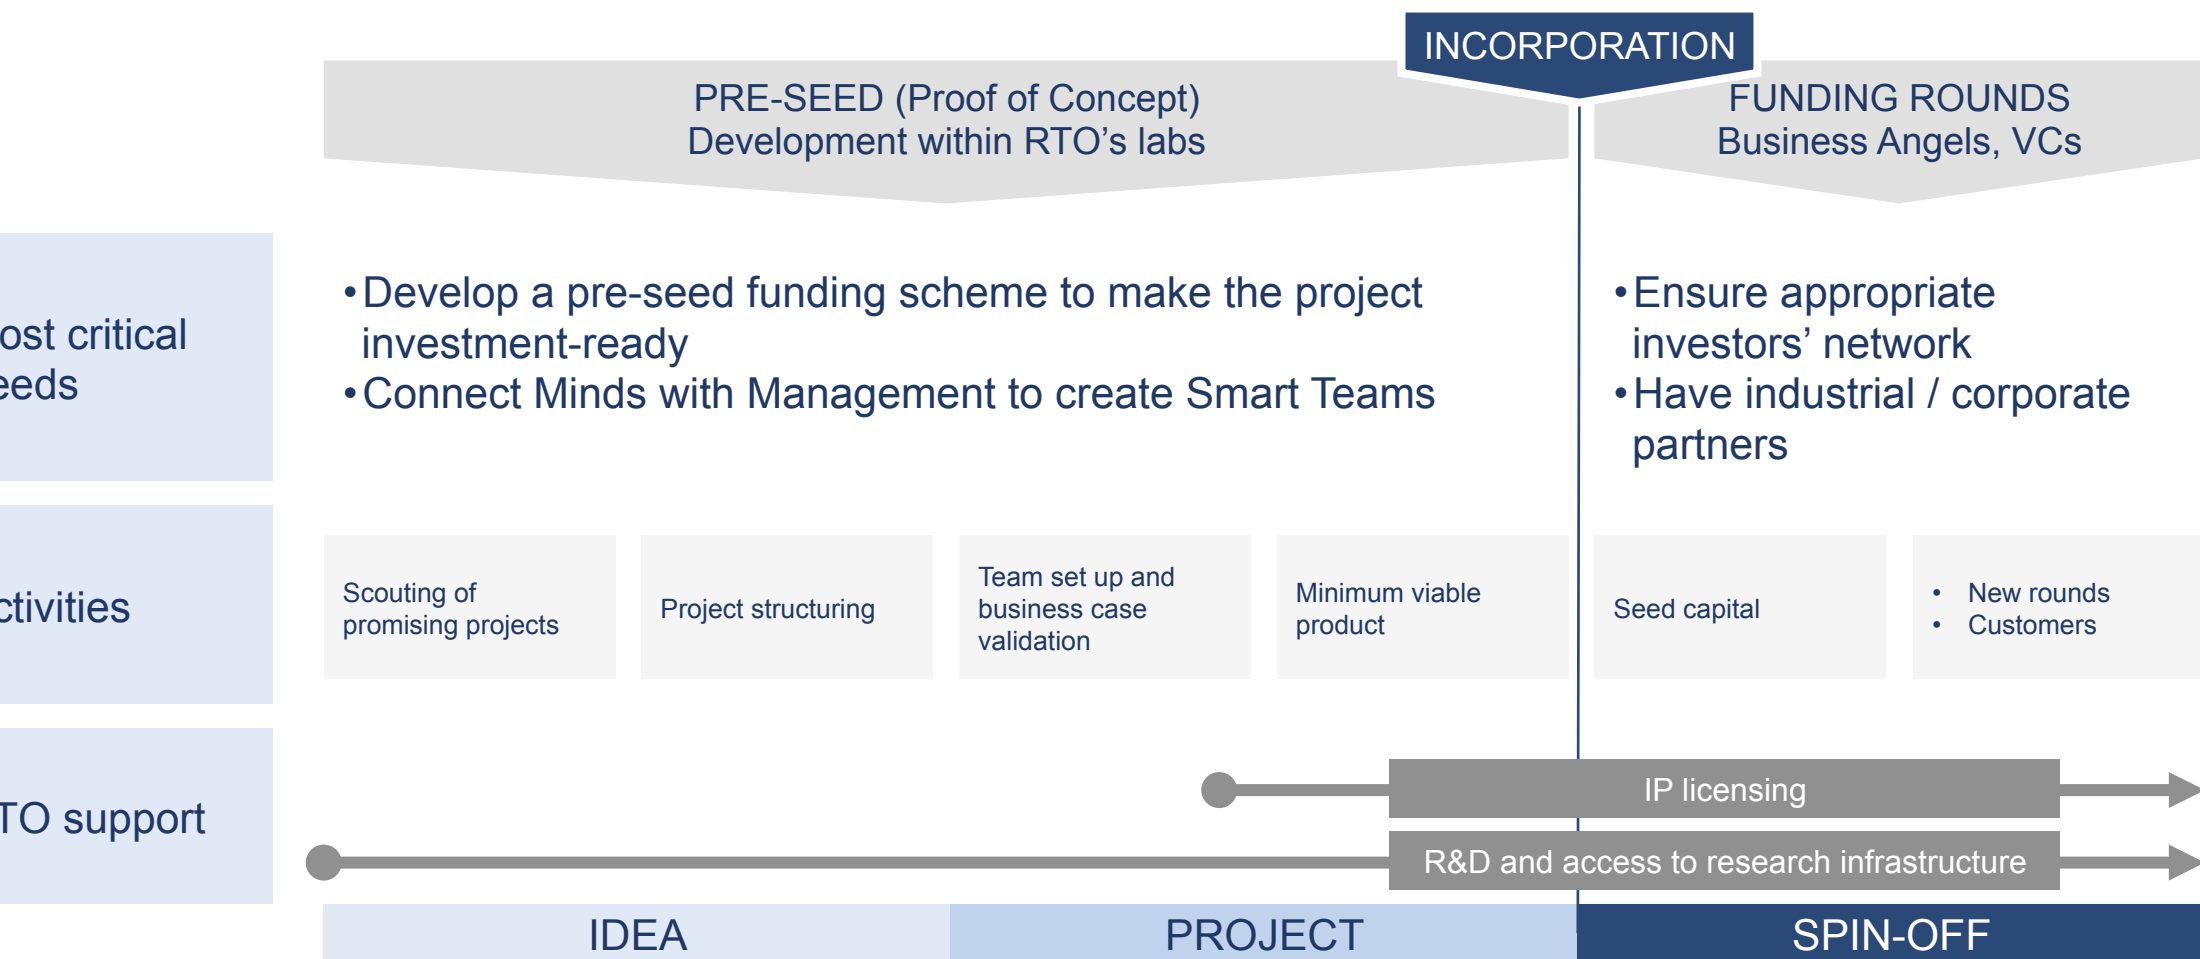 INCORPORATION
PRE-SEED (Proof of Concept)
Development within RTO's labs
FUNDING ROUNDS
Business Angels, VCs
ost critical
eeds
•Develop a pre-seed funding scheme to make the project
investment-ready
•Connect Minds with Management to create Smart Teams
•Ensure appropriate
investors’ network
•Have industrial / corporate
partners
ctivities
Scouting of
promising projects
Project structuring
Team set up and
business case
validation
Minimum viable
product
Seed capital
• New rounds
• Customers
TO support
IP licensing
R&D and access to research infrastructure
IDEA
PROJECT
SPIN-OFF